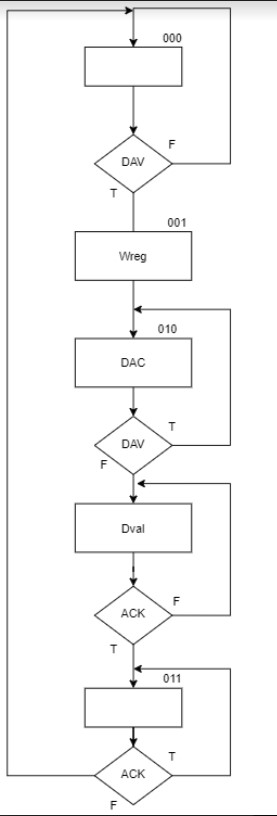 000
F
DAV
T
001
Wreg
010
DAC
T
DAV
F
Dval
F
ACK
T
011
T
ACK
F